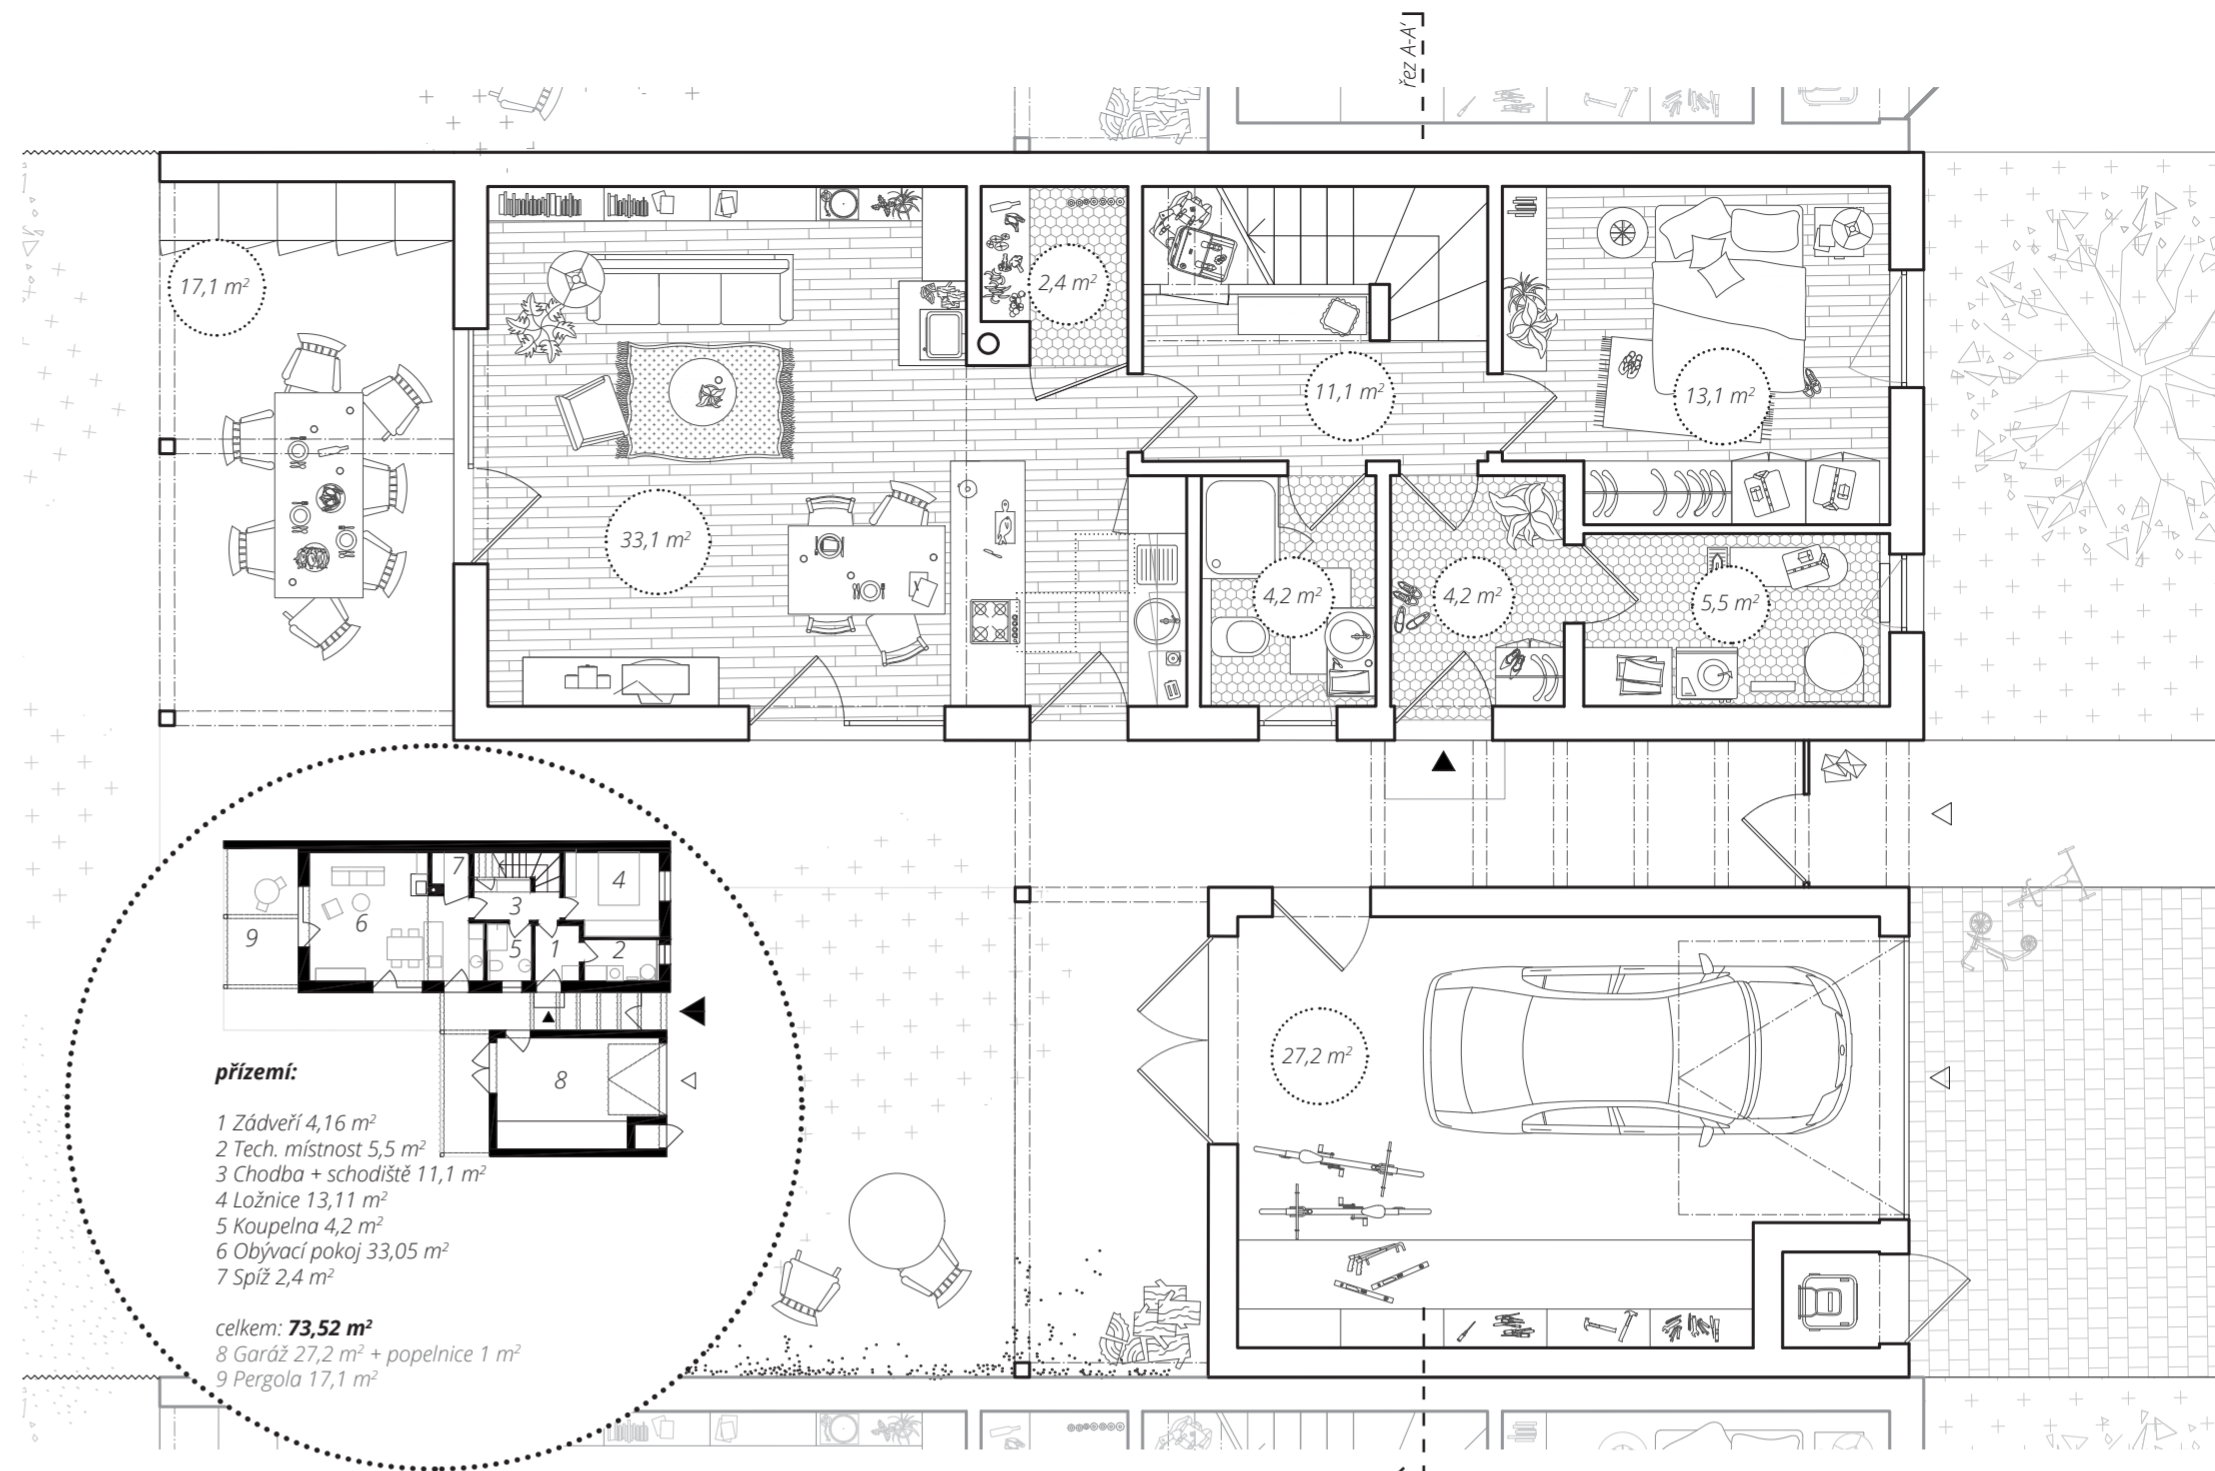 řez A-A'
17,1 m²
2,4 m²
11,1 m²
13,1 m²
33,1 m²
4,2 m²
4,2 m²
5,5 m²
27,2 m²
7
4
3
6
9
5
1
2
8
přízemí:
1 Zádveří 4,16 m²
2 Tech. místnost 5,5 m²
3 Chodba + schodiště 11,1 m²
4 Ložnice 13,11 m²
5 Koupelna 4,2 m²
6 Obývací pokoj 33,05 m²
7 Spíž 2,4 m²
celkem: 73,52 m²
8 Garáž 27,2 m² + popelnice 1 m²
9 Pergola 17,1 m²